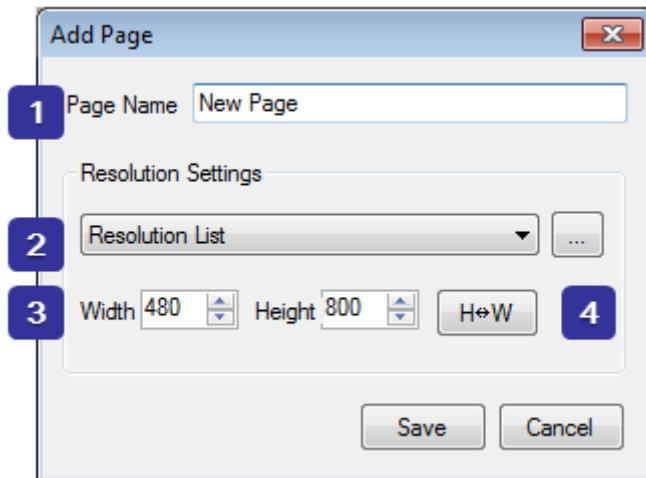 Add Page
1 Page Name New Page
Resolution Settings
2 Resolution List ...
3 Width 480 Height 800 H⇔W 4
Save Cancel